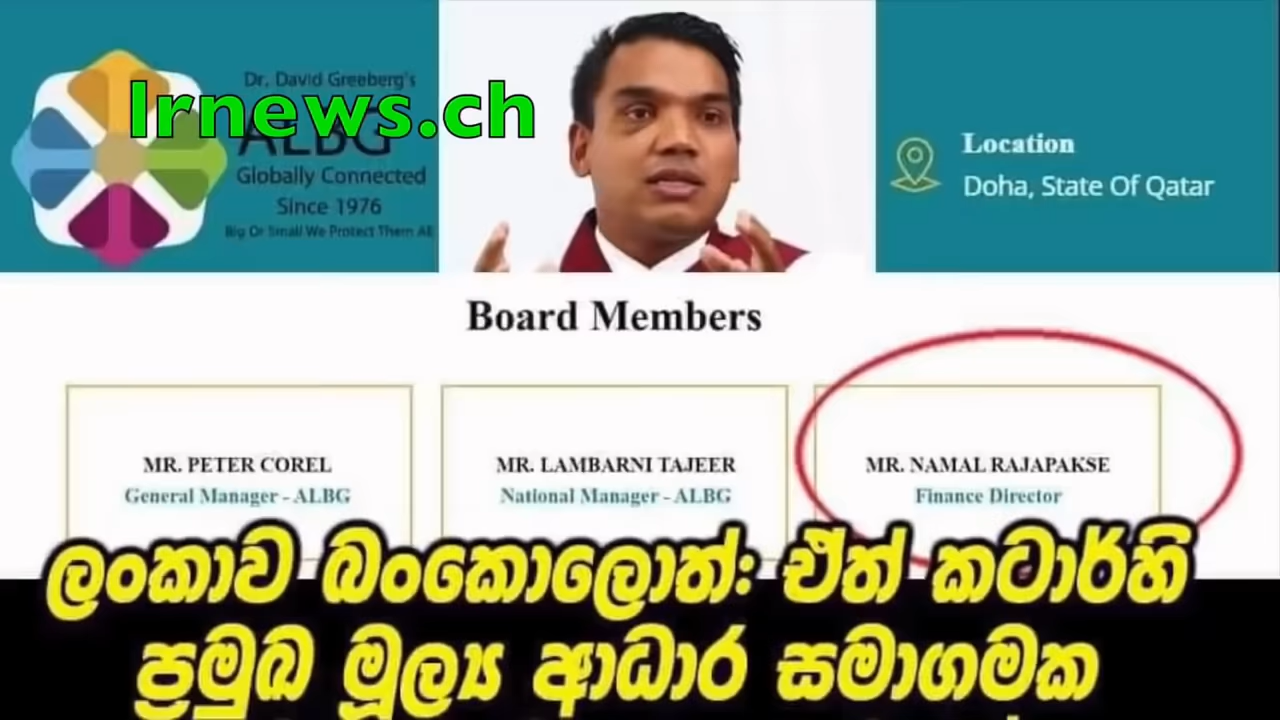 Dr. David Greeberg's
lrnews.ch
ALBG
Globally Connected
Since 1976
Big Or Small We Protect Them All
Location
Doha, State Of Qatar
Board Members
MR. PETER COREL
General Manager - ALBG
MR. LAMBARNI TAJEER
National Manager - ALBG
MR. NAMAL RAJAPAKSE
Finance Director
ලංකාව බංකොලොත්: ඒත් කටාර්හි
ප්‍රමුඛ මූල්‍ය ආධාර සමාගමක